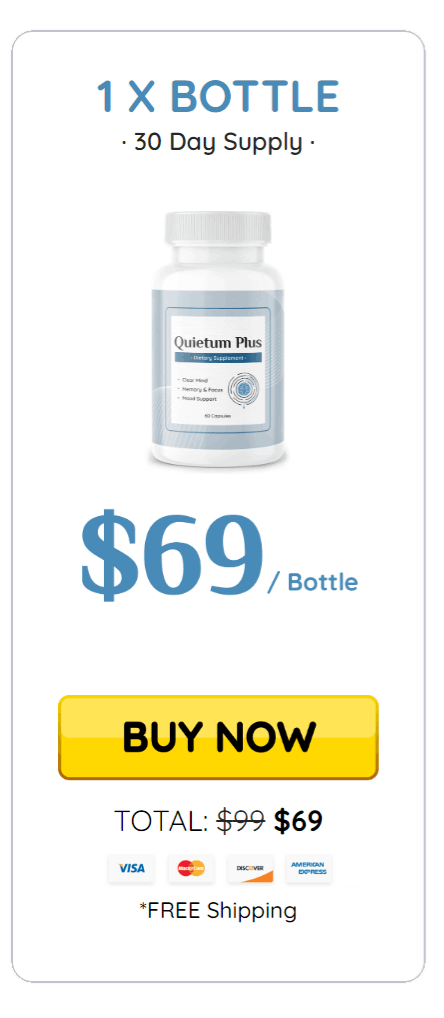 1 X BOTTLE
· 30 Day Supply ·
Quietum Plus
· Dietary Supplement ·
• Clear Mind
• Memory & Focus
• Mood Support
60 Capsules
$69 / Bottle
BUY NOW
TOTAL: $99 $69
VISA MasterCard DISCOVER AMERICAN EXPRESS
*FREE Shipping